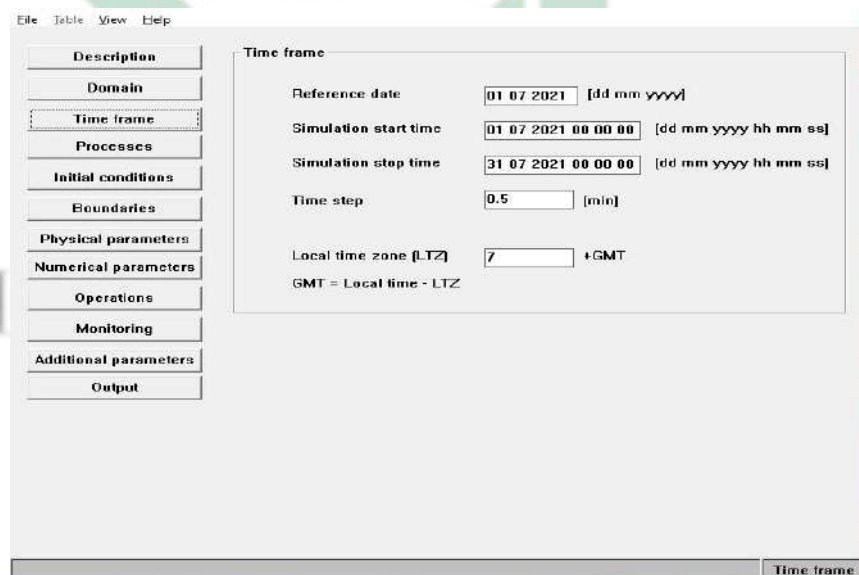 File Table View Help
Description
Domain
Time frame
Processes
Initial conditions
Boundaries
Physical parameters
Numerical parameters
Operations
Monitoring
Additional parameters
Output
Time frame
Reference date 01 07 2021 [dd mm yyyy]
Simulation start time 01 07 2021 00 00 00 [dd mm yyyy hh mm ss]
Simulation stop time 31 07 2021 00 00 00 [dd mm yyyy hh mm ss]
Time step 0.5 [min]
Local time zone (LTZ) 7 +GMT
GMT = Local time - LTZ
Time frame